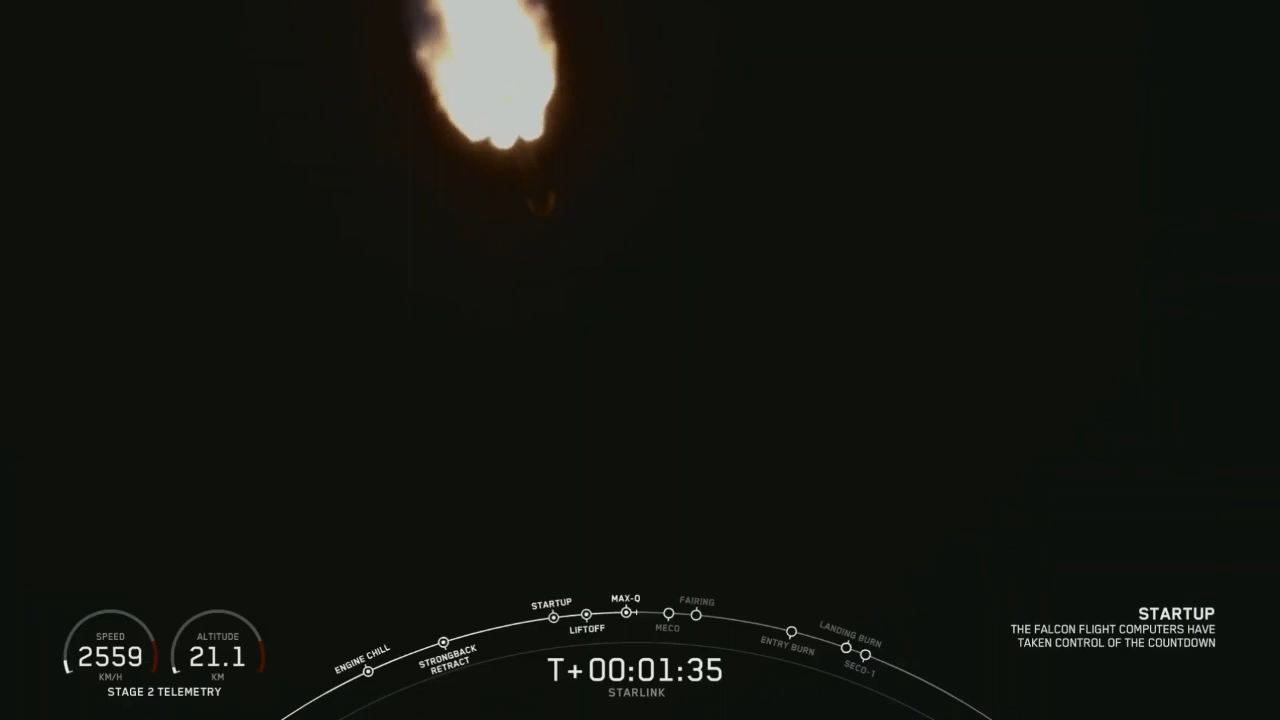 SPEED
2559
KM/H
ALTITUDE
21.1
KM
STAGE 2 TELEMETRY
ENGINE CHILL
STRONGBACK
RETRACT
STARTUP
LIFTOFF
MAX-Q
MECO
FAIRING
ENTRY BURN
LANDING BURN
SECO-1
T+00:01:35
STARLINK
STARTUP
THE FALCON FLIGHT COMPUTERS HAVE
TAKEN CONTROL OF THE COUNTDOWN